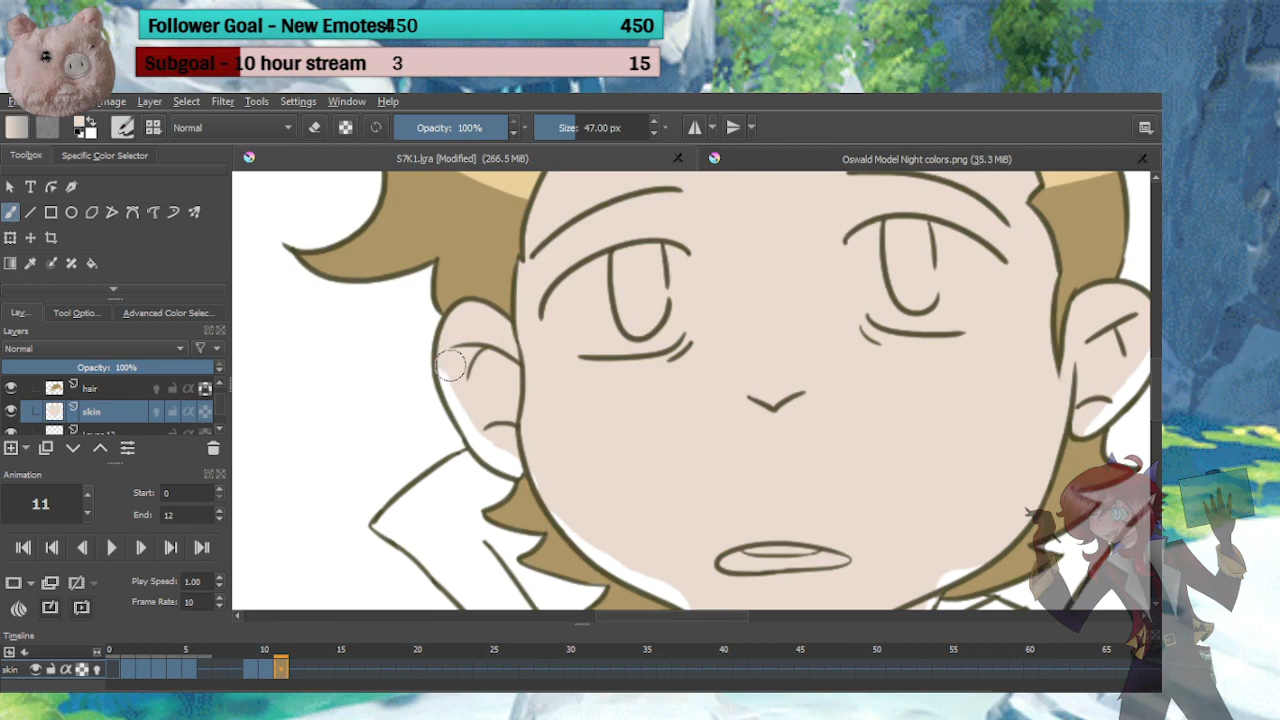 Follower Goal - New Emotes! 450 450
Subgoal - 10 hour stream 3 15
Layer Select Filter Tools Settings Window Help
Normal Opacity: 100% Size: 47.00 px
Toolbox Specific Color Selector S7K1.kra [Modified] (266.5 MiB) Oswald Model Night colors.png (35.3 MiB)
Lay... Tool Optio... Advanced Color Selec...
Layers
Normal
Opacity: 100%
hair
skin
Animation
11 Start: 0
End: 12
Play Speed: 1.00
Frame Rate: 10
Timeline
0 5 10 15 20 25 30 35 40 45 50 55 60 65
skin